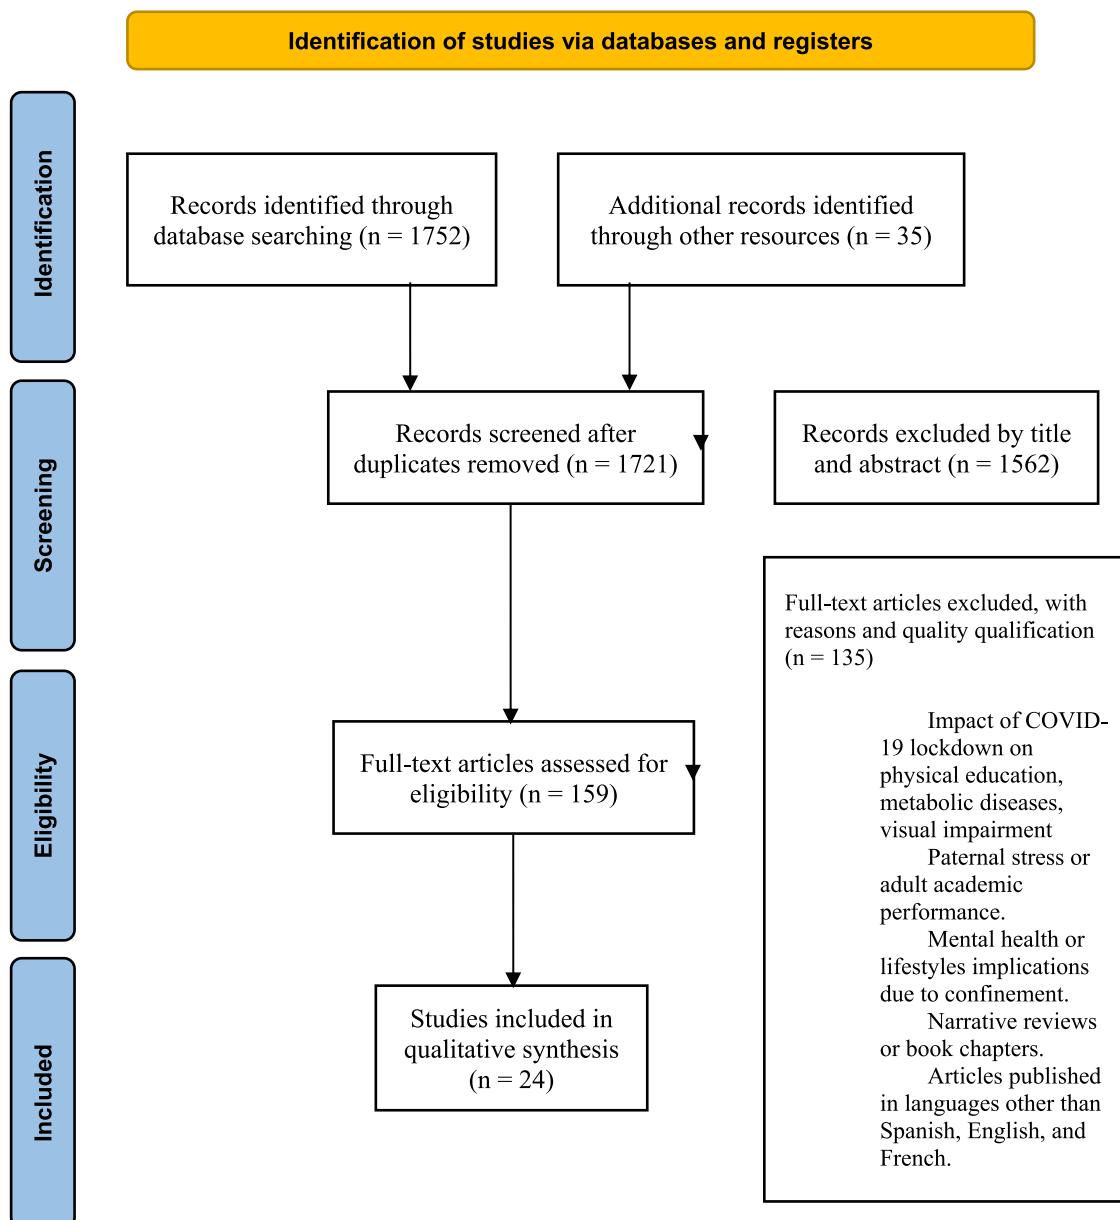 Identification of studies via databases and registers
Identification
Records identified through
database searching (n = 1752)
Additional records identified
through other resources (n = 35)
Screening
Records screened after
duplicates removed (n = 1721)
Records excluded by title
and abstract (n = 1562)
Full-text articles excluded, with
reasons and quality qualification
(n = 135)
Impact of COVID-
19 lockdown on
physical education,
metabolic diseases,
visual impairment
Paternal stress or
adult academic
performance.
Mental health or
lifestyles implications
due to confinement.
Narrative reviews
or book chapters.
Articles published
in languages other than
Spanish, English, and
French.
Eligibility
Full-text articles assessed for
eligibility (n = 159)
Included
Studies included in
qualitative synthesis
(n = 24)